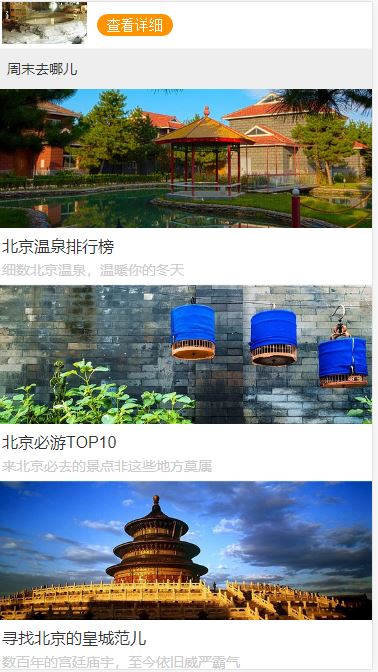 查看详细
周末去哪儿
北京温泉排行榜
细数北京温泉，温暖你的冬天
北京必游TOP10
来北京必去的景点非这些地方莫属
寻找北京的皇城范儿
数百年的宫廷庙宇，至今依旧威严霸气